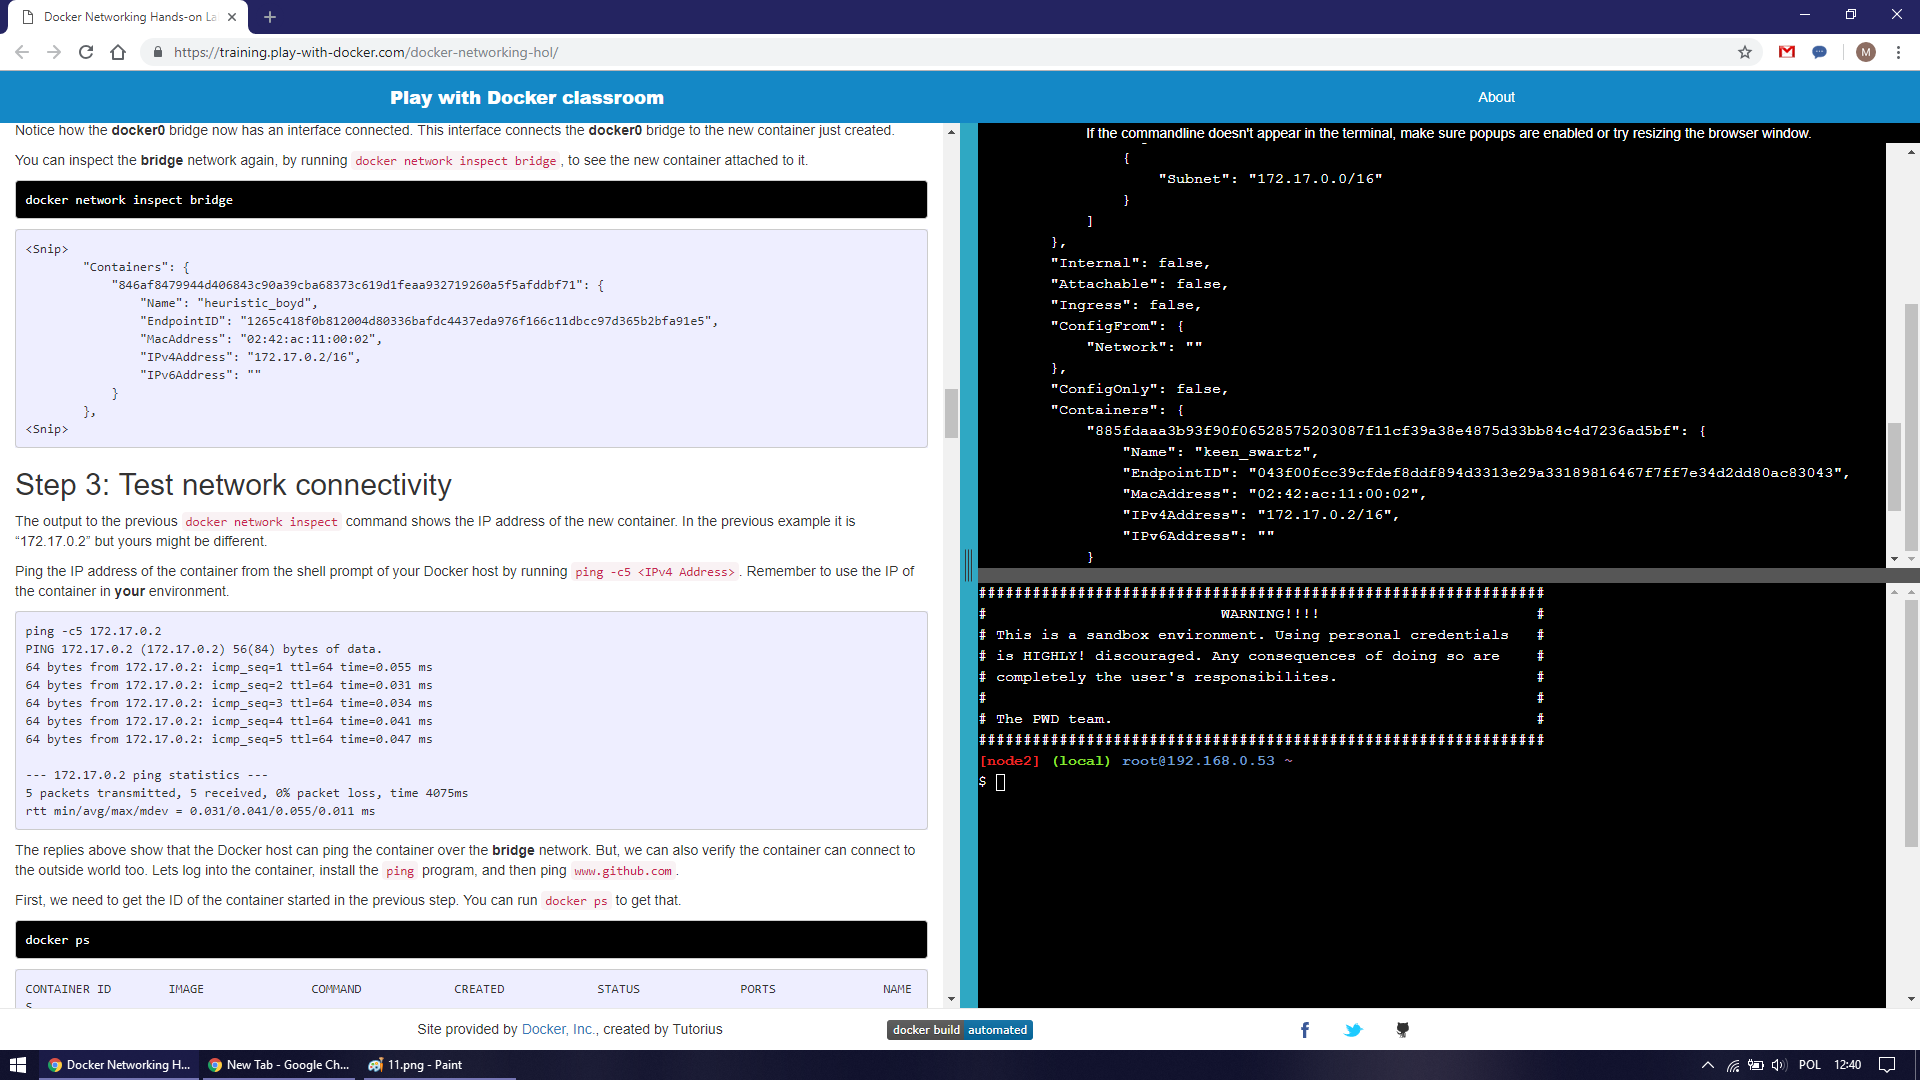 Docker Networking Hands-on La
https://training.play-with-docker.com/docker-networking-hol/
M
Play with Docker classroom
About
Notice how the docker0 bridge now has an interface connected. This interface connects the docker0 bridge to the new container just created.
You can inspect the bridge network again, by running docker network inspect bridge , to see the new container attached to it.
docker network inspect bridge
<Snip>
"Containers": {
"846af8479944d406843c90a39cba68373c619d1feaa932719260a5f5afddbf71": {
"Name": "heuristic_boyd",
"EndpointID": "1265c418f0b812004d80336bafdc4437eda976f166c11dbcc97d365b2bfa91e5",
"MacAddress": "02:42:ac:11:00:02",
"IPv4Address": "172.17.0.2/16",
"IPv6Address": ""
}
},
<Snip>
Step 3: Test network connectivity
The output to the previous docker network inspect command shows the IP address of the new container. In the previous example it is
“172.17.0.2” but yours might be different.
Ping the IP address of the container from the shell prompt of your Docker host by running ping -c5 <IPv4 Address> . Remember to use the IP of
the container in your environment.
ping -c5 172.17.0.2
PING 172.17.0.2 (172.17.0.2) 56(84) bytes of data.
64 bytes from 172.17.0.2: icmp_seq=1 ttl=64 time=0.055 ms
64 bytes from 172.17.0.2: icmp_seq=2 ttl=64 time=0.031 ms
64 bytes from 172.17.0.2: icmp_seq=3 ttl=64 time=0.034 ms
64 bytes from 172.17.0.2: icmp_seq=4 ttl=64 time=0.041 ms
64 bytes from 172.17.0.2: icmp_seq=5 ttl=64 time=0.047 ms
--- 172.17.0.2 ping statistics ---
5 packets transmitted, 5 received, 0% packet loss, time 4075ms
rtt min/avg/max/mdev = 0.031/0.041/0.055/0.011 ms
The replies above show that the Docker host can ping the container over the bridge network. But, we can also verify the container can connect to
the outside world too. Lets log into the container, install the ping program, and then ping www.github.com .
First, we need to get the ID of the container started in the previous step. You can run docker ps to get that.
docker ps
CONTAINER ID IMAGE COMMAND CREATED STATUS PORTS NAME
S
If the commandline doesn't appear in the terminal, make sure popups are enabled or try resizing the browser window.
{
"Subnet": "172.17.0.0/16"
}
]
},
"Internal": false,
"Attachable": false,
"Ingress": false,
"ConfigFrom": {
"Network": ""
},
"ConfigOnly": false,
"Containers": {
"885fdaaa3b93f90f06528575203087f11cf39a38e4875d33bb84c4d7236ad5bf": {
"Name": "keen_swartz",
"EndpointID": "043f00fcc39cfdef8ddf894d3313e29a33189816467f7ff7e34d2dd80ac83043",
"MacAddress": "02:42:ac:11:00:02",
"IPv4Address": "172.17.0.2/16",
"IPv6Address": ""
}
###############################################################
# WARNING!!!! #
# This is a sandbox environment. Using personal credentials #
# is HIGHLY! discouraged. Any consequences of doing so are #
# completely the user's responsibilites. #
# #
# The PWD team. #
###############################################################
[node2] (local) root@192.168.0.53 ~
$
Site provided by Docker, Inc., created by Tutorius
docker build automated
Docker Networking H...
New Tab - Google Ch...
11.png - Paint
POL
12:40